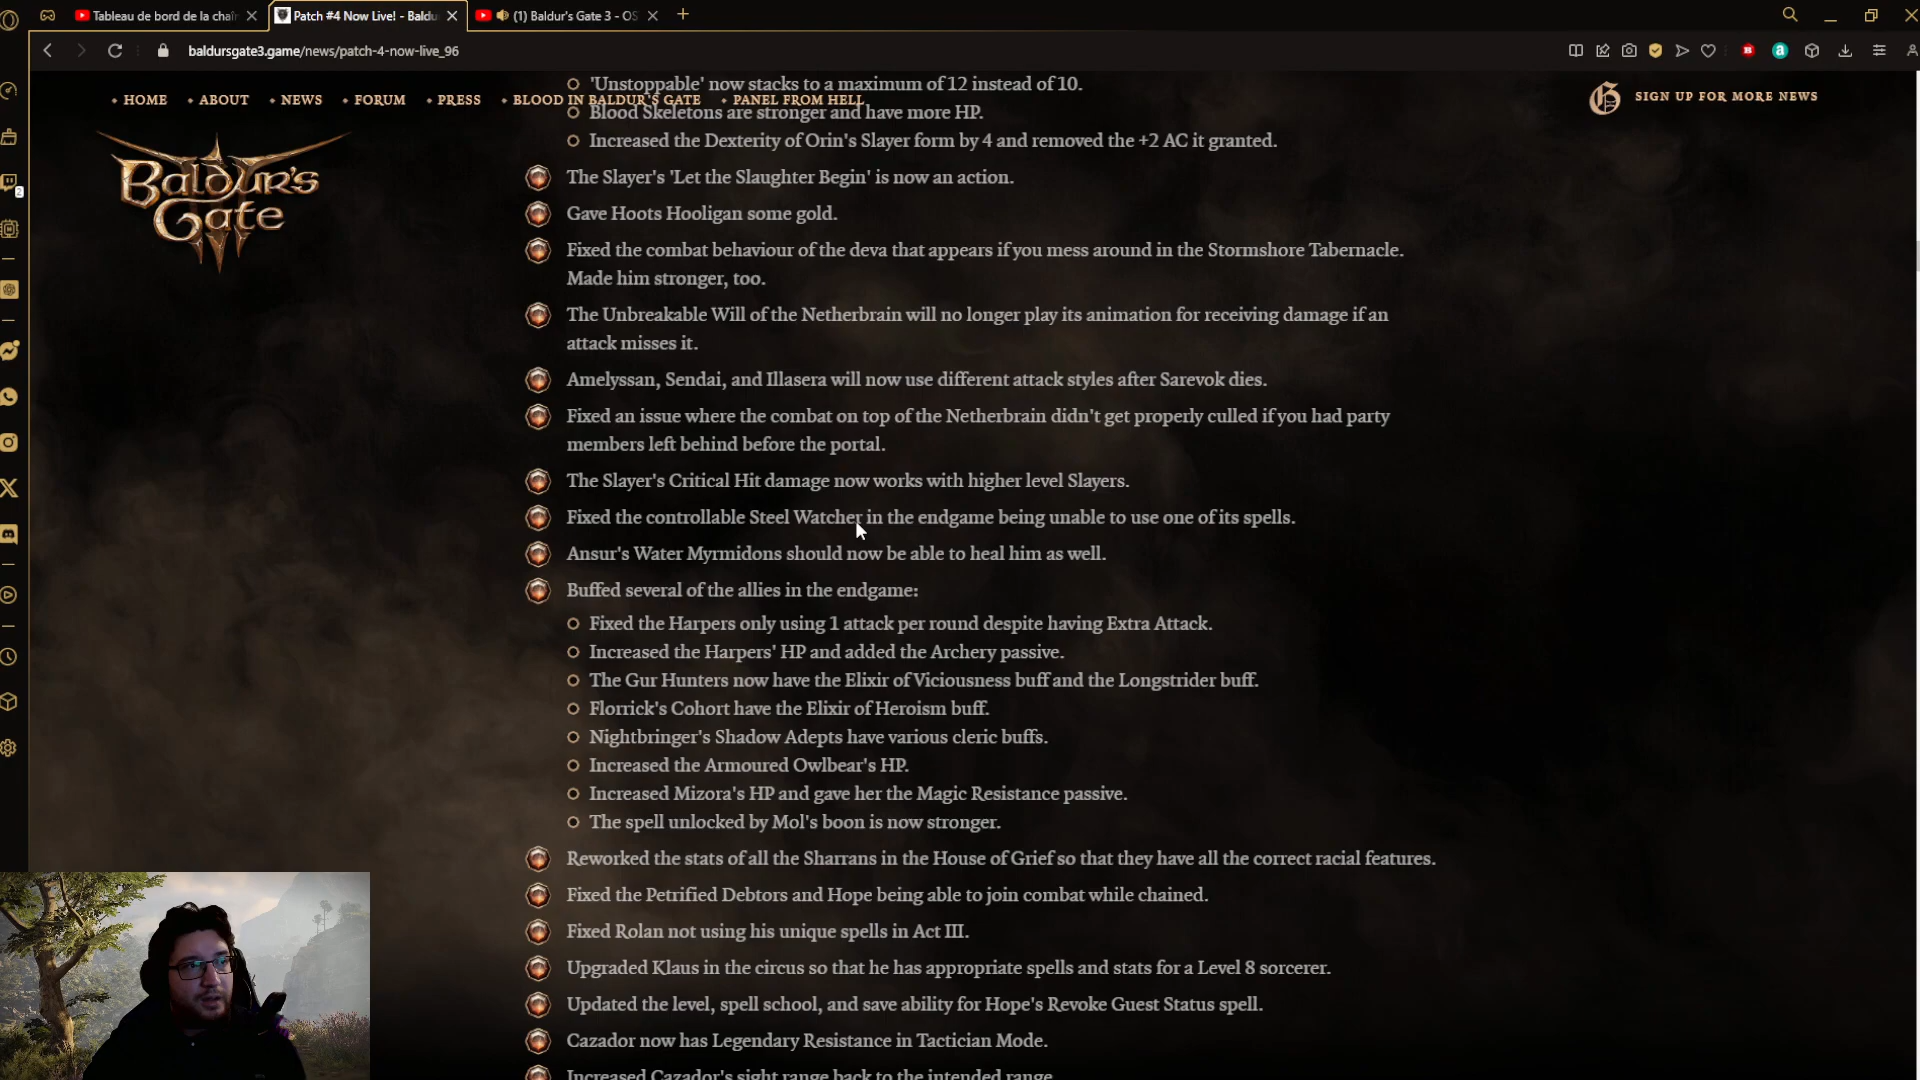 Tableau de bord de la chaîn
Patch #4 Now Live! - Baldu
(1) Baldur's Gate 3 - OS
baldursgate3.game/news/patch-4-now-live_96
'Unstoppable' now stacks to a maximum of 12 instead of 10.
HOME ABOUT NEWS FORUM PRESS BLOOD IN BALDUR'S GATE PANEL FROM HELL
SIGN UP FOR MORE NEWS
Blood Skeletons are stronger and have more HP.
Increased the Dexterity of Orin's Slayer form by 4 and removed the +2 AC it granted.
Baldur's
Gate
The Slayer's 'Let the Slaughter Begin' is now an action.
2
Gave Hoots Hooligan some gold.
Fixed the combat behaviour of the deva that appears if you mess around in the Stormshore Tabernacle.
Made him stronger, too.
The Unbreakable Will of the Netherbrain will no longer play its animation for receiving damage if an
attack misses it.
Amelyssan, Sendai, and Illasera will now use different attack styles after Sarevok dies.
Fixed an issue where the combat on top of the Netherbrain didn't get properly culled if you had party
members left behind before the portal.
The Slayer's Critical Hit damage now works with higher level Slayers.
Fixed the controllable Steel Watcher in the endgame being unable to use one of its spells.
Ansur's Water Myrmidons should now be able to heal him as well.
Buffed several of the allies in the endgame:
Fixed the Harpers only using 1 attack per round despite having Extra Attack.
Increased the Harpers' HP and added the Archery passive.
The Gur Hunters now have the Elixir of Viciousness buff and the Longstrider buff.
Florrick's Cohort have the Elixir of Heroism buff.
Nightbringer's Shadow Adepts have various cleric buffs.
Increased the Armoured Owlbear's HP.
Increased Mizora's HP and gave her the Magic Resistance passive.
The spell unlocked by Mol's boon is now stronger.
Reworked the stats of all the Sharrans in the House of Grief so that they have all the correct racial features.
Fixed the Petrified Debtors and Hope being able to join combat while chained.
Fixed Rolan not using his unique spells in Act III.
Upgraded Klaus in the circus so that he has appropriate spells and stats for a Level 8 sorcerer.
Updated the level, spell school, and save ability for Hope's Revoke Guest Status spell.
Cazador now has Legendary Resistance in Tactician Mode.
Increased Cazador's sight range back to the intended range.